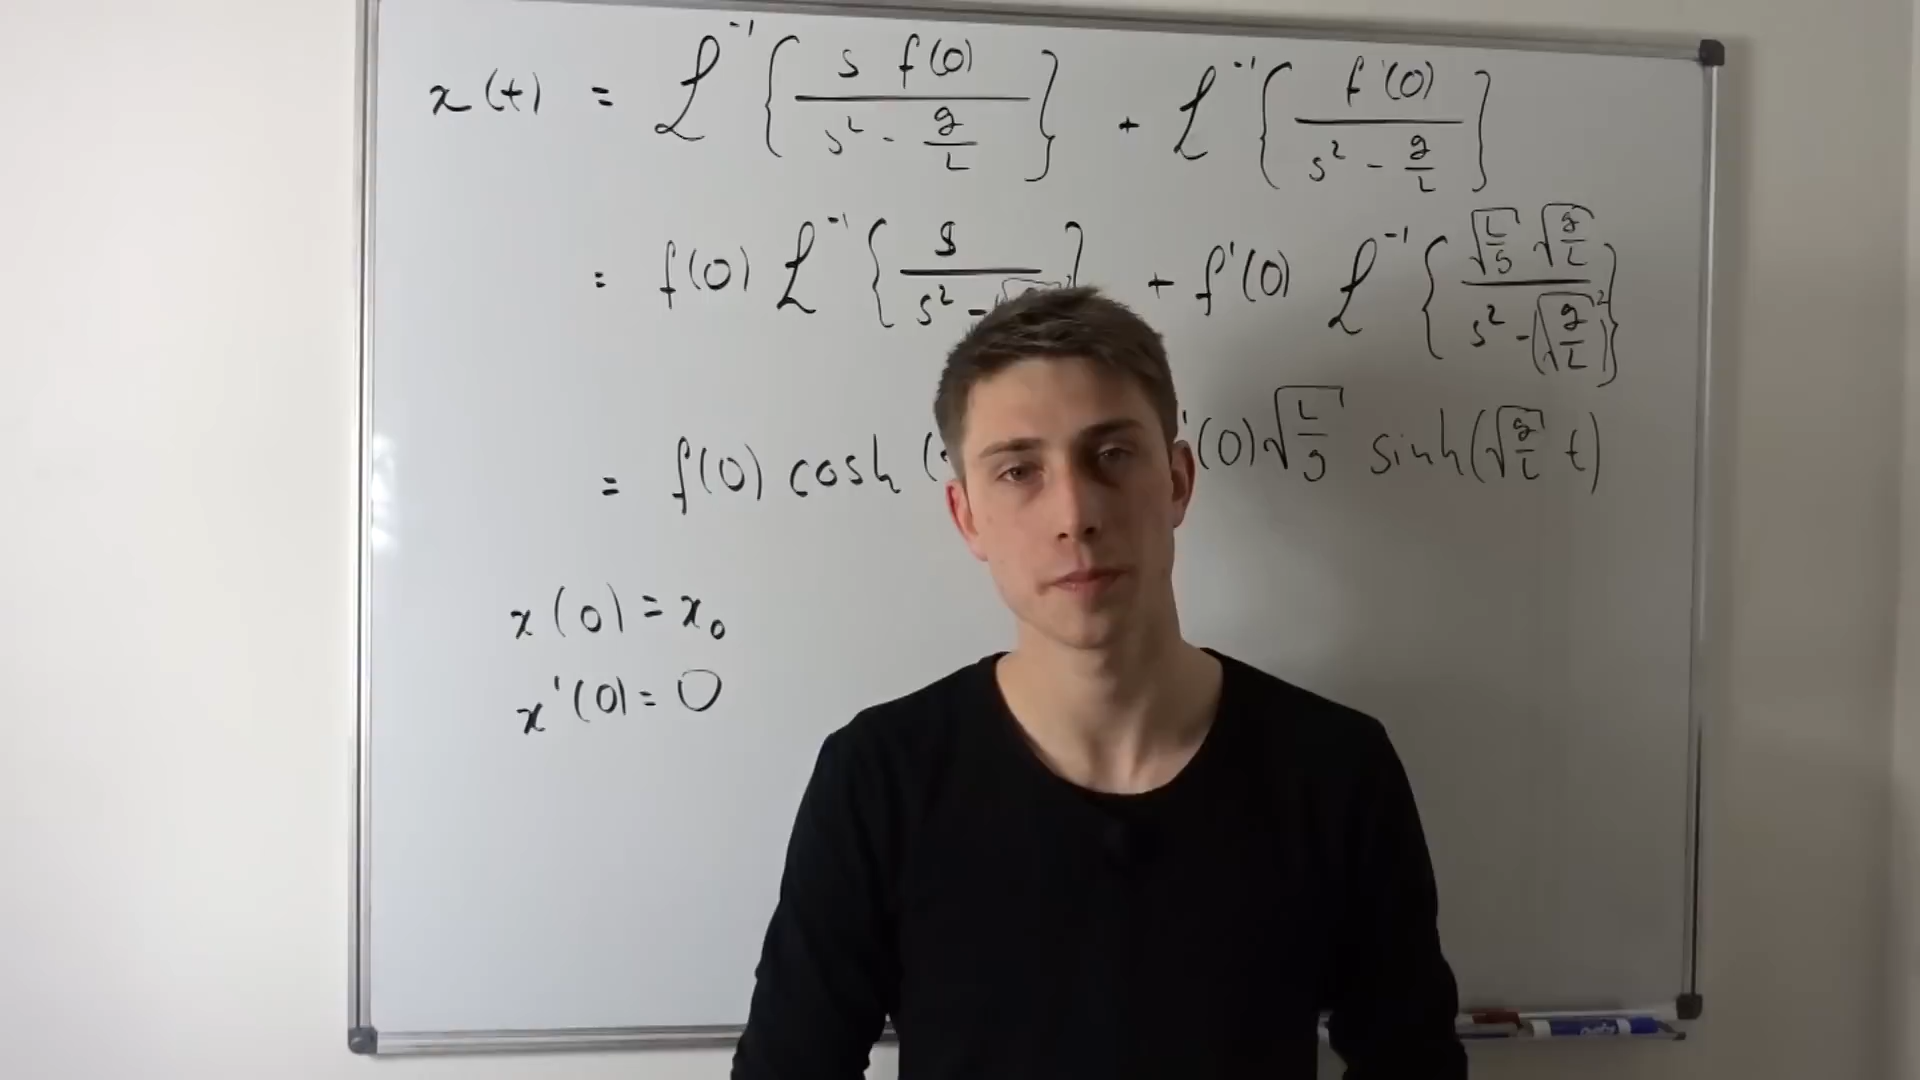 x(t) = ℒ⁻¹{ s f(0) / (s² - g/L) } + ℒ⁻¹{ f'(0) / (s² - g/L) }
= f(0) ℒ⁻¹{ s / (s² - } + f'(0) ℒ⁻¹{ √(L/g) √(g/L) / (s² - (√(g/L))²) }
= f(0) cosh ( '(0) √(L/g) sinh(√(g/L) t)
x(0) = x₀
x'(0) = 0